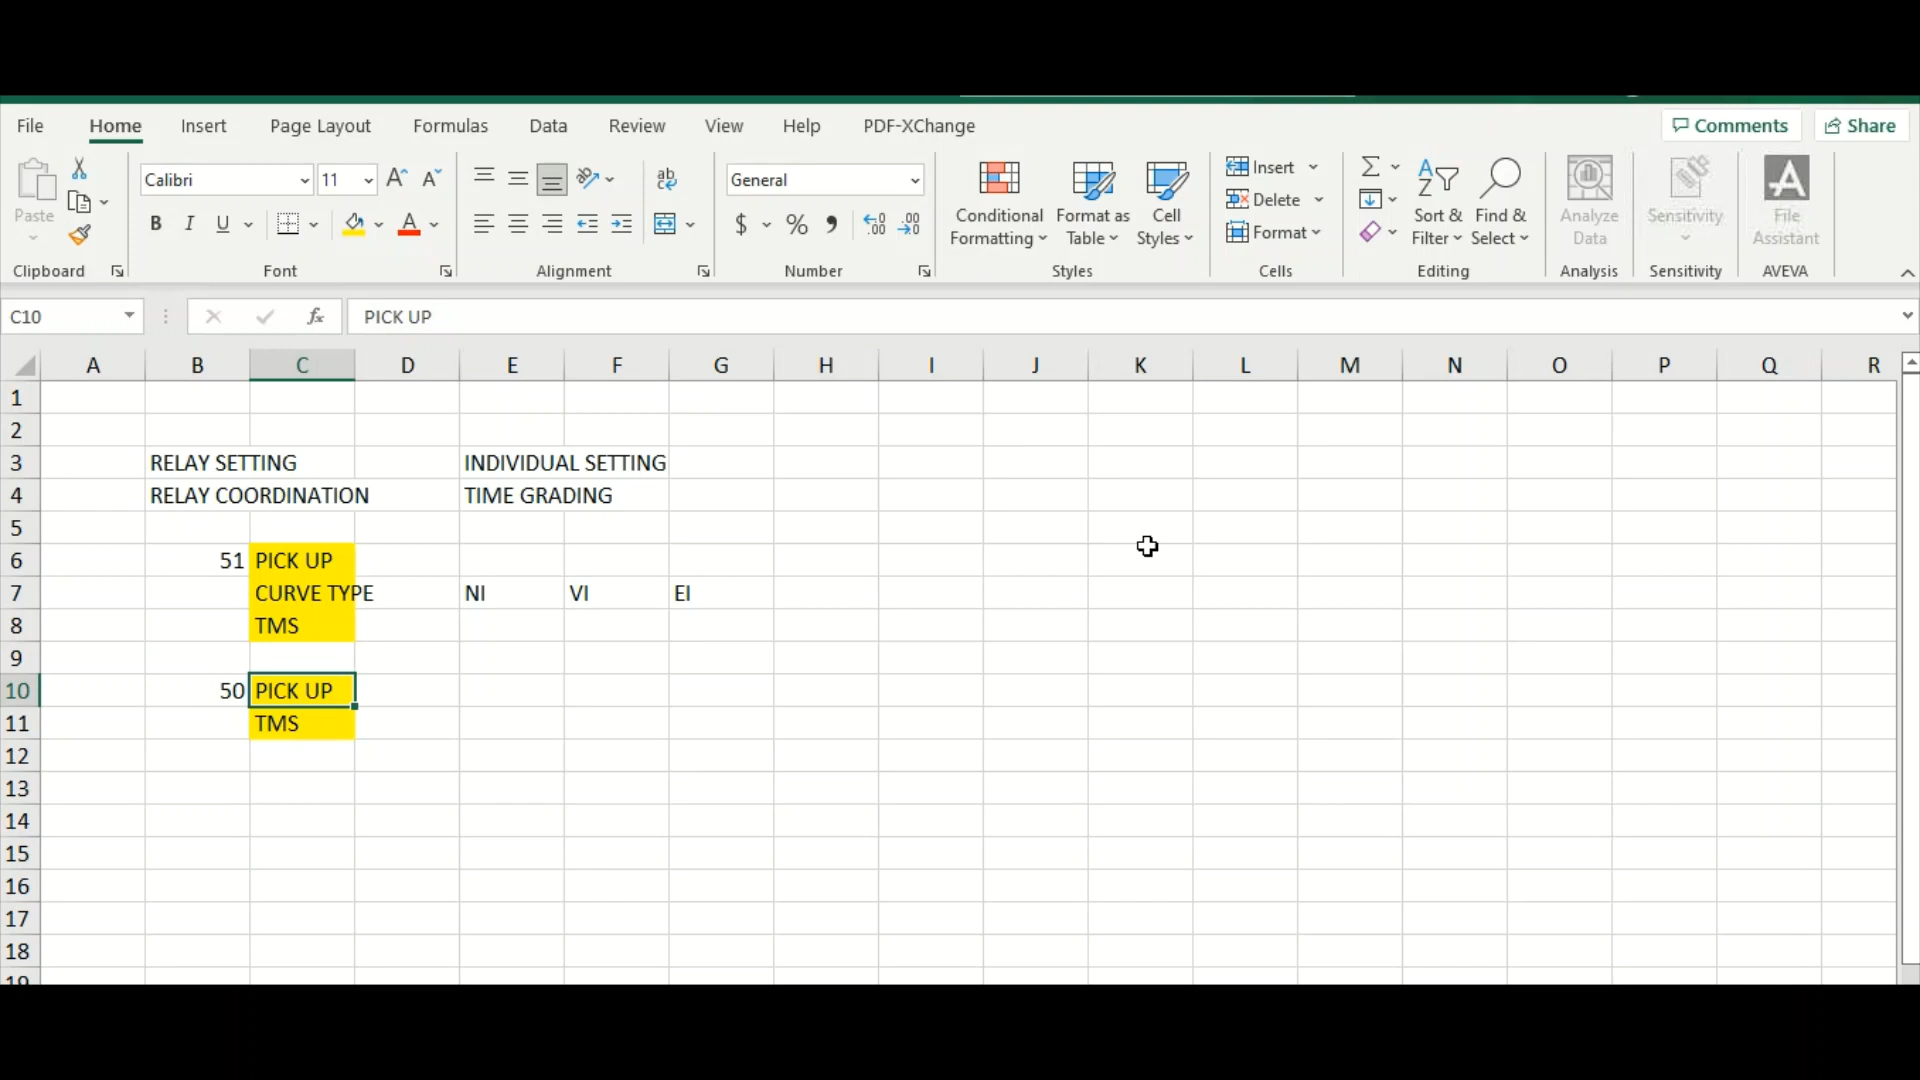 File Home Insert Page Layout Formulas Data Review View Help PDF-XChange Comments Share
Paste
Clipboard
Calibri 11
B I U A
Font
ab
Alignment
General
$ %
Number
Conditional Formatting
Format as Table
Cell Styles
Styles
Insert
Delete
Format
Cells
Sort & Filter
Find & Select
Editing
Analyze Data
Analysis
Sensitivity
Sensitivity
File Assistant
AVEVA
C10 fx PICK UP
A B C D E F G H I J K L M N O P Q R
1
2
3 RELAY SETTING INDIVIDUAL SETTING
4 RELAY COORDINATION TIME GRADING
5
6 51 PICK UP
7 CURVE TYPE NI VI EI
8 TMS
9
10 50 PICK UP
11 TMS
12
13
14
15
16
17
18
19